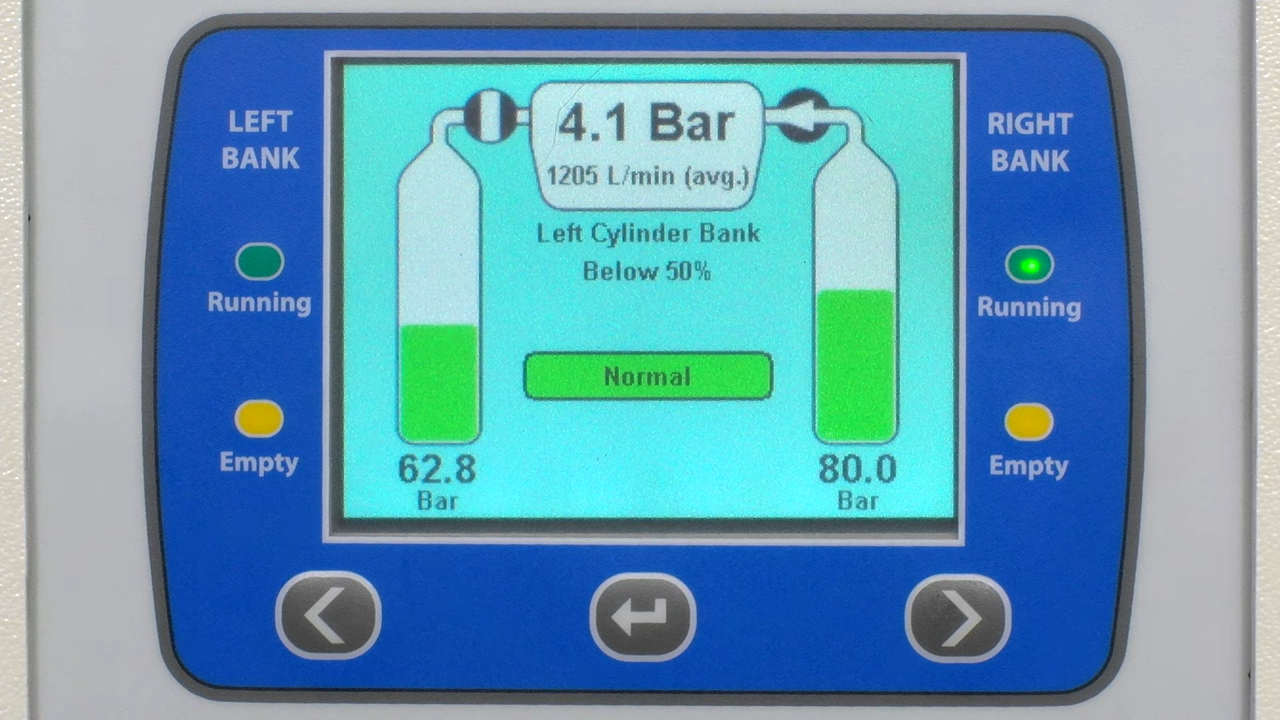 LEFT
BANK
Running
Empty
4.1 Bar
1205 L/min (avg.)
Left Cylinder Bank
Below 50%
Normal
62.8
Bar
80.0
Bar
RIGHT
BANK
Running
Empty